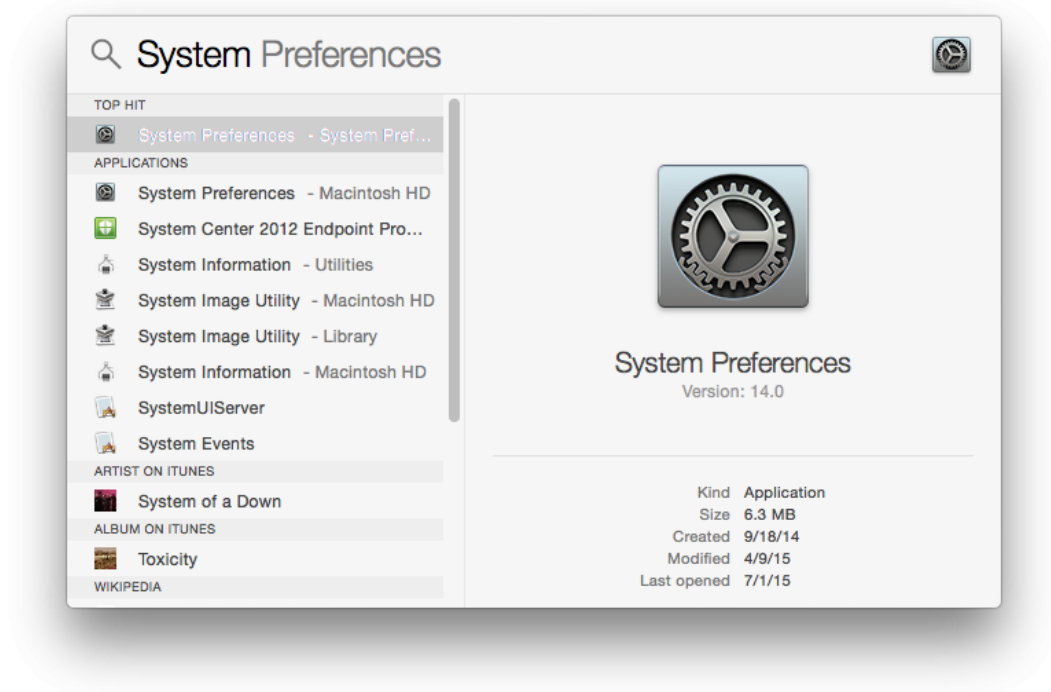 System Preferences
TOP HIT
System Preferences - System Pref...
APPLICATIONS
System Preferences - Macintosh HD
System Center 2012 Endpoint Pro...
System Information - Utilities
System Image Utility - Macintosh HD
System Image Utility - Library
System Information - Macintosh HD
SystemUIServer
System Events
ARTIST ON ITUNES
System of a Down
ALBUM ON ITUNES
Toxicity
WIKIPEDIA
System Preferences
Version: 14.0
Kind Application
Size 6.3 MB
Created 9/18/14
Modified 4/9/15
Last opened 7/1/15